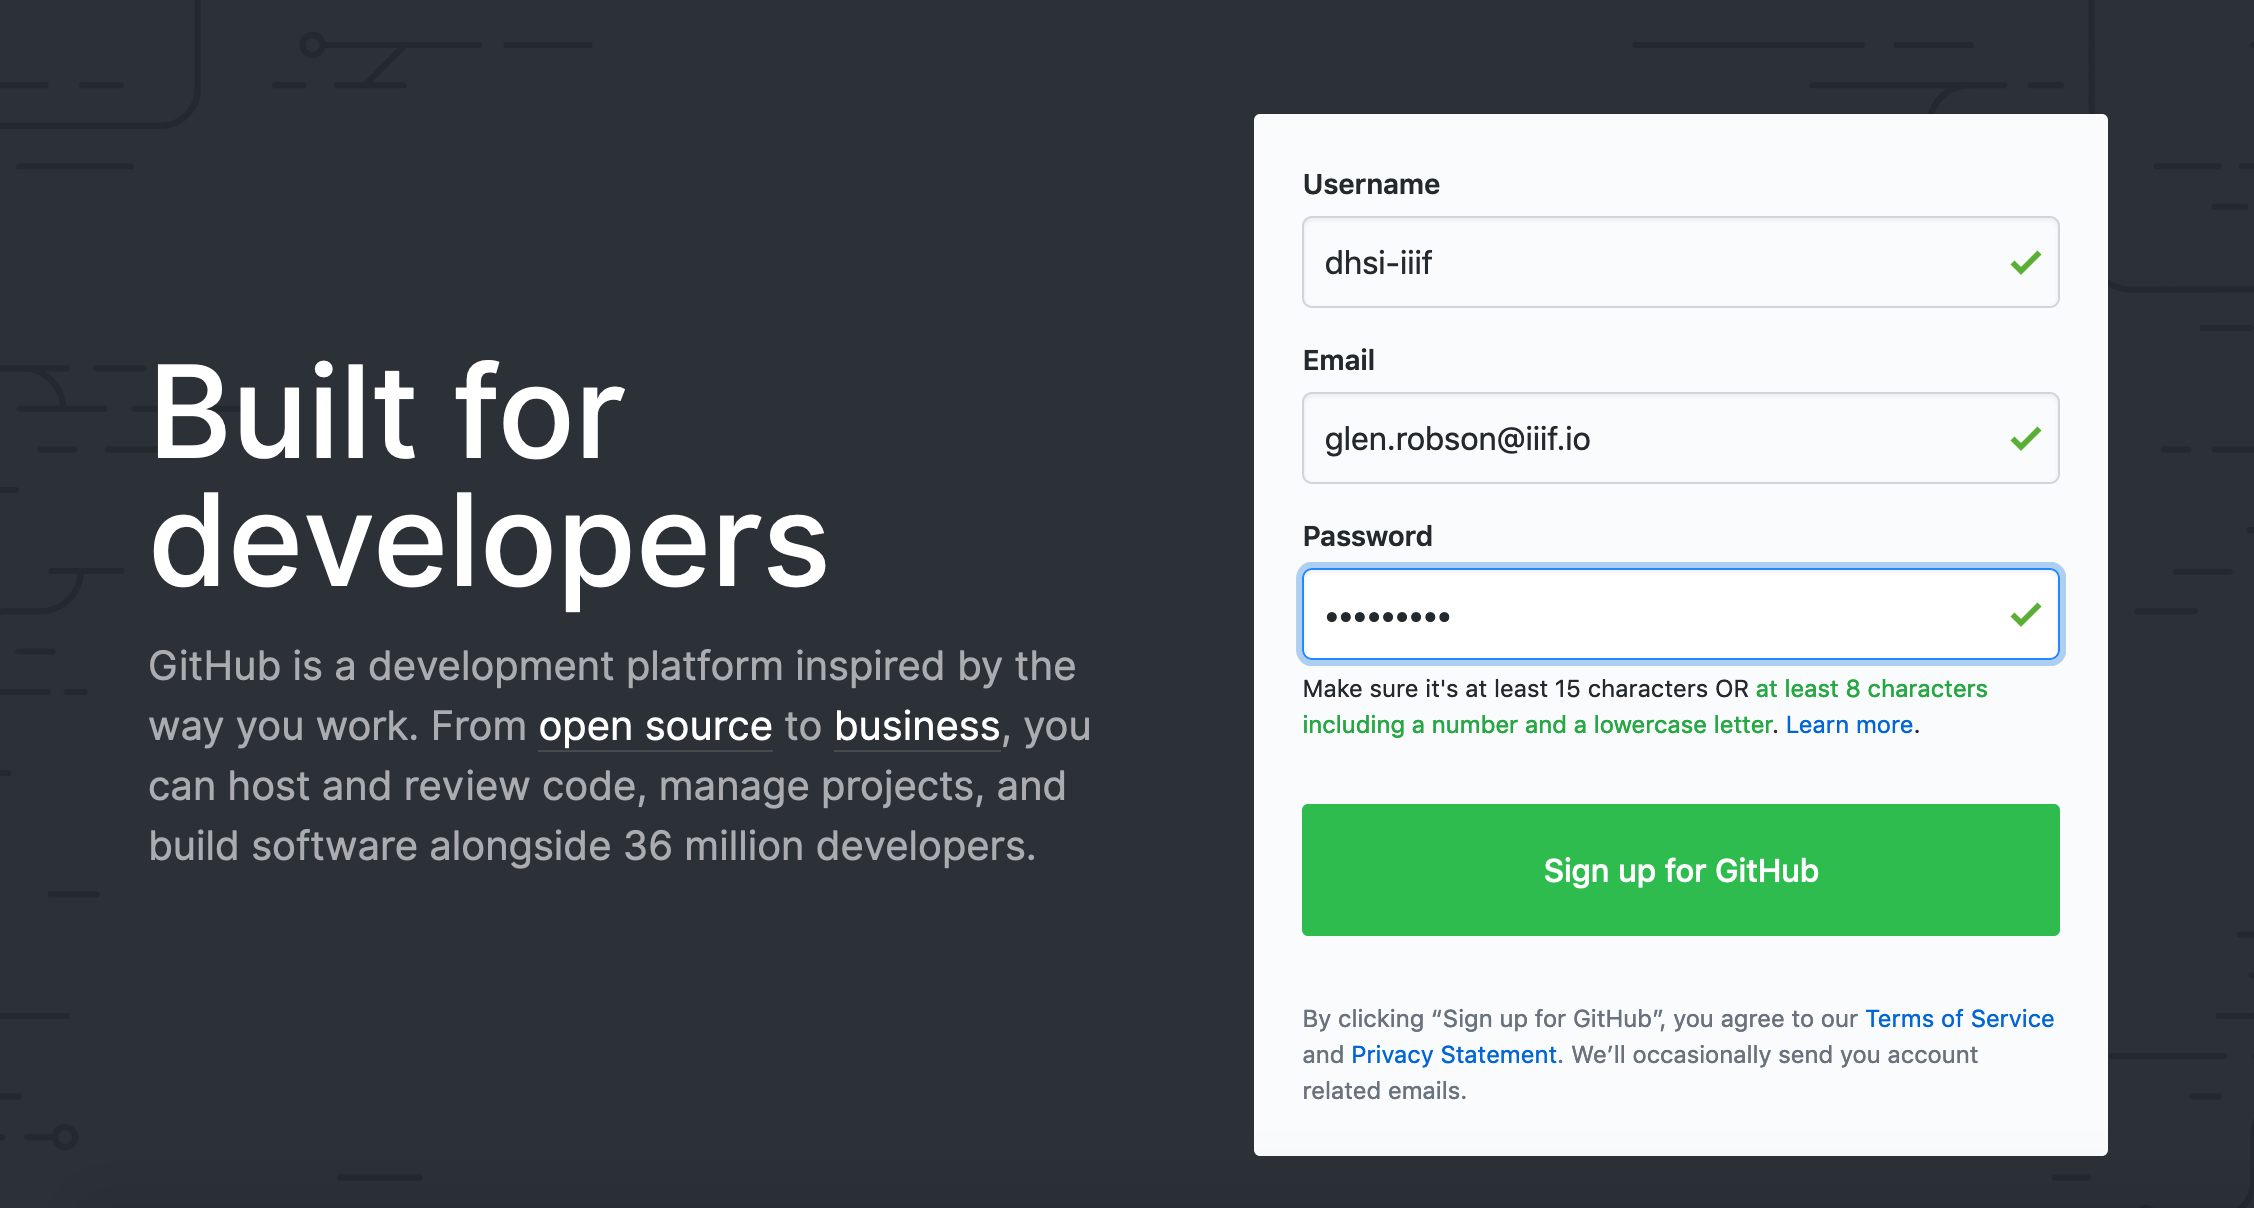 Built for
developers
GitHub is a development platform inspired by the
way you work. From open source to business, you
can host and review code, manage projects, and
build software alongside 36 million developers.
Username
dhsi-iiif
Email
glen.robson@iiif.io
Password
•••••••••
Make sure it's at least 15 characters OR at least 8 characters
including a number and a lowercase letter. Learn more.
Sign up for GitHub
By clicking “Sign up for GitHub”, you agree to our Terms of Service
and Privacy Statement. We’ll occasionally send you account
related emails.